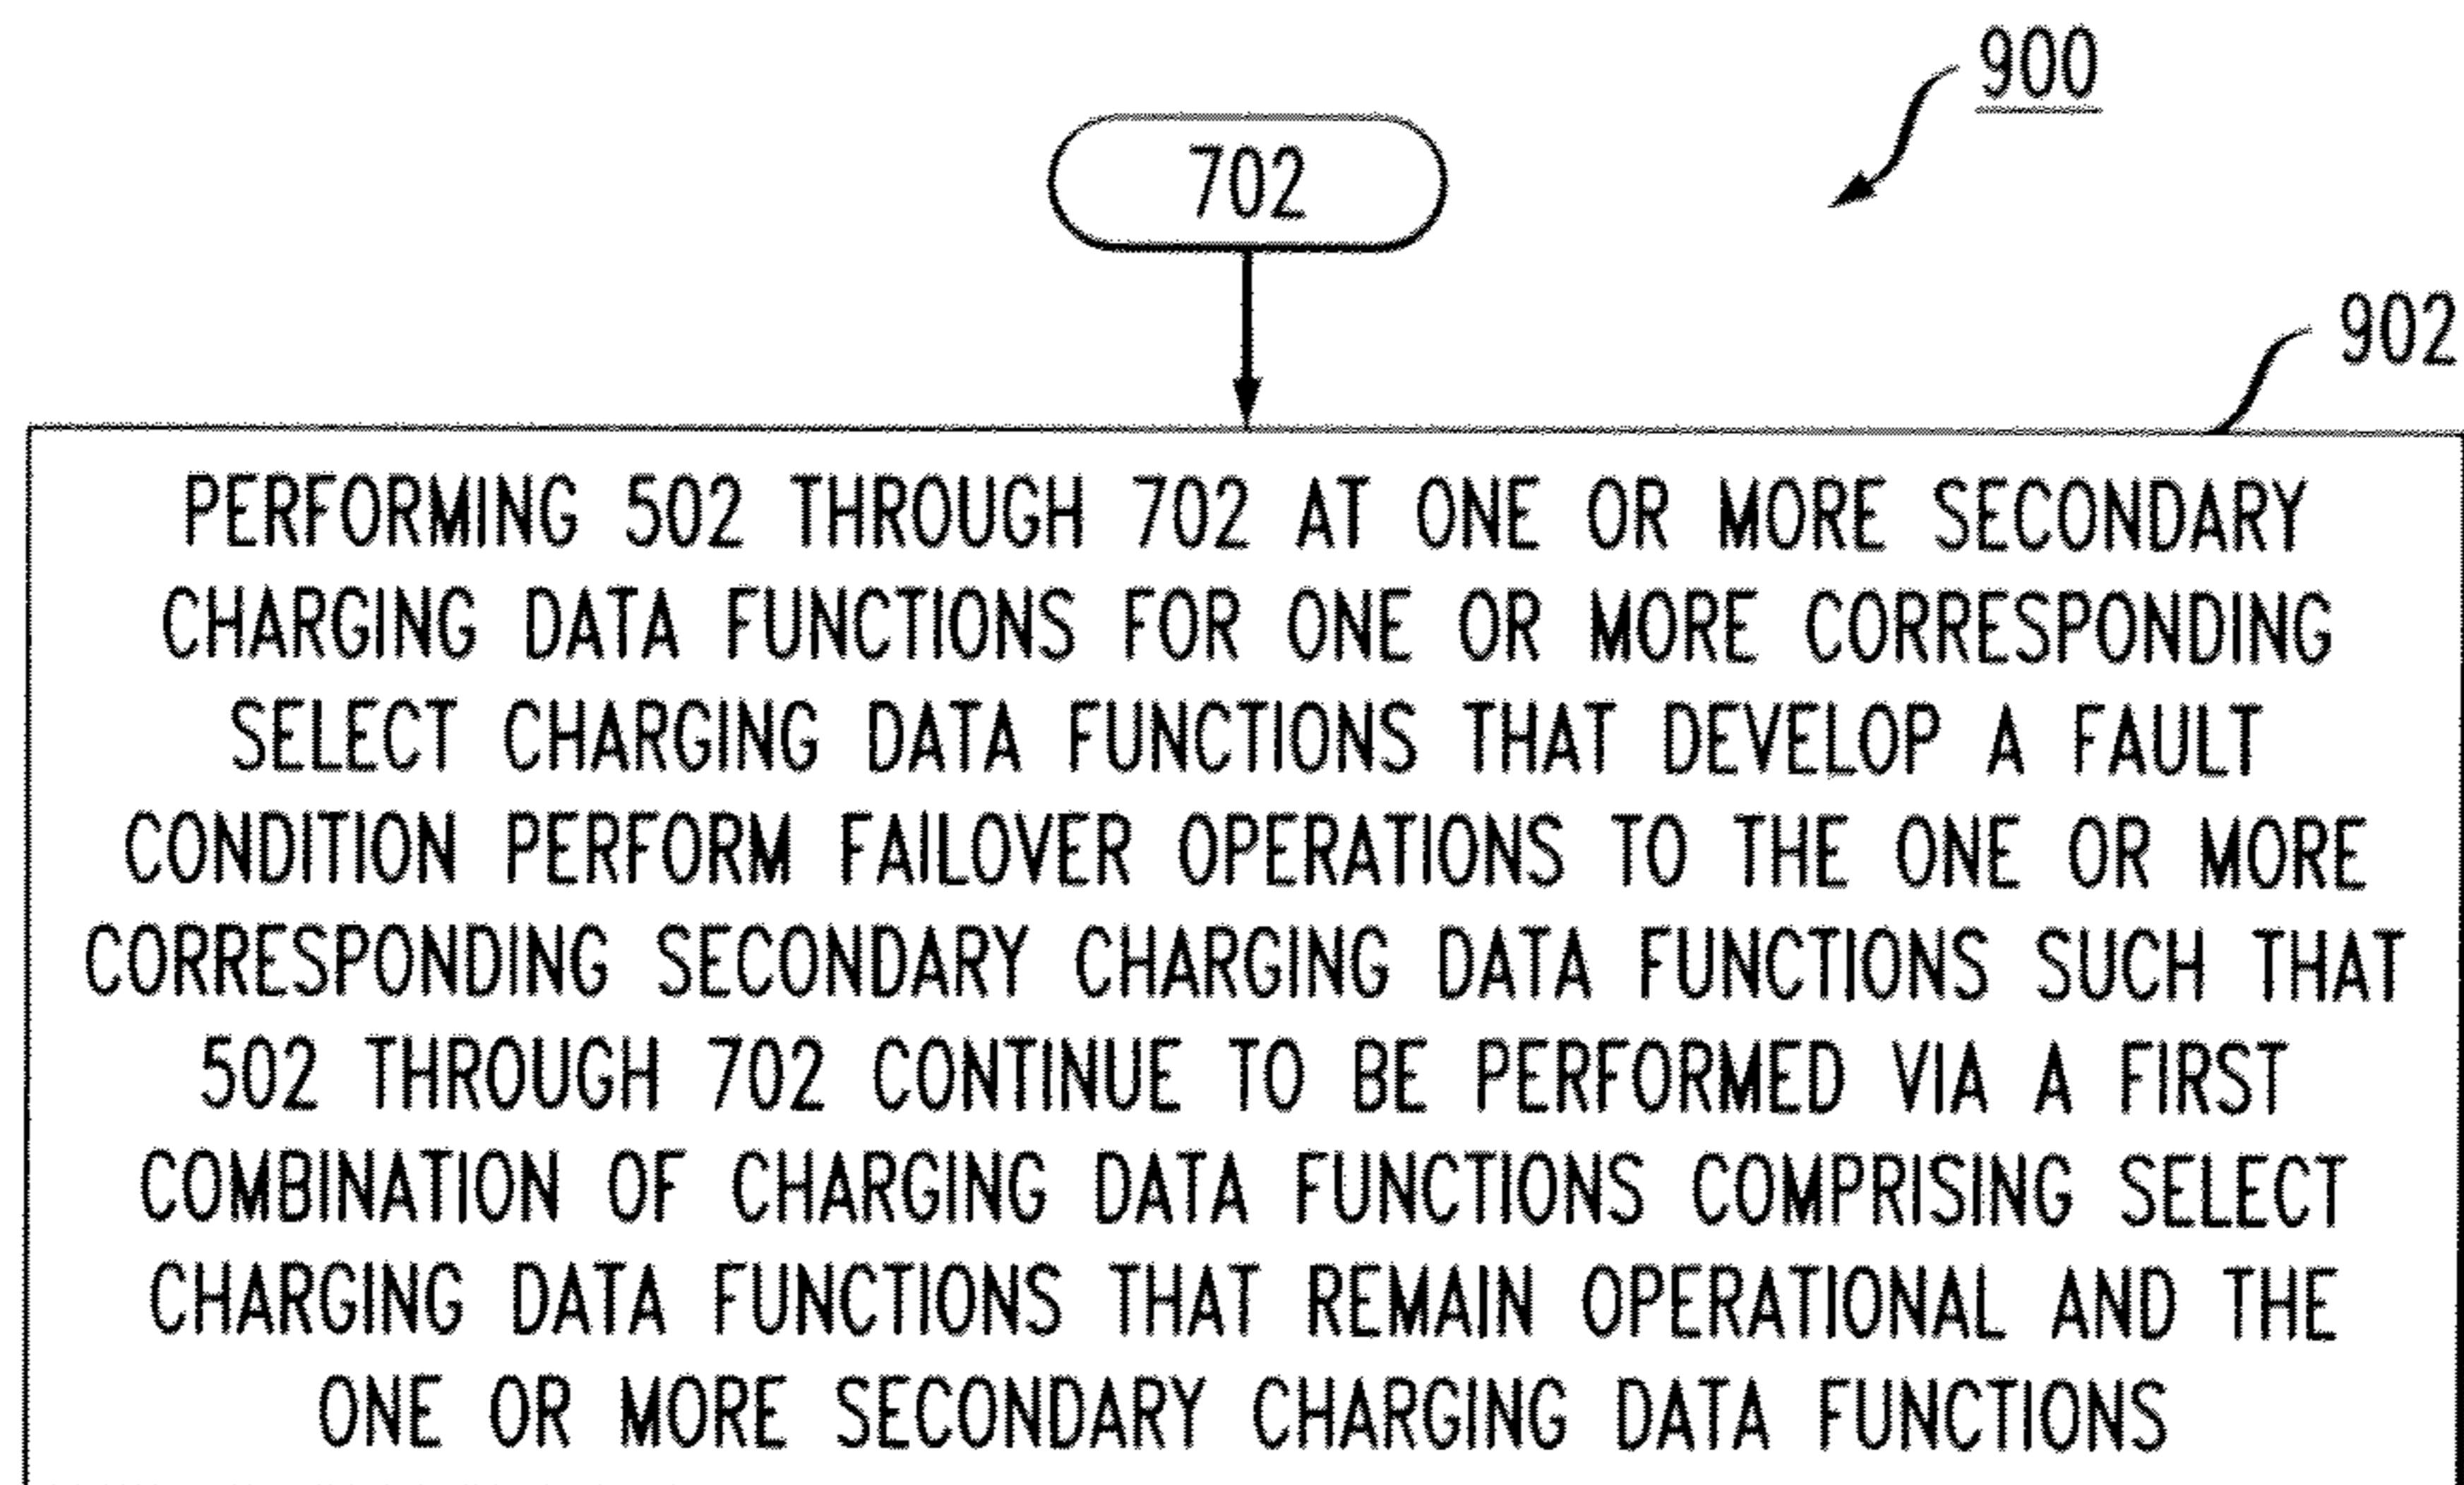 900
702
902
PERFORMING 502 THROUGH 702 AT ONE OR MORE SECONDARY
CHARGING DATA FUNCTIONS FOR ONE OR MORE CORRESPONDING
SELECT CHARGING DATA FUNCTIONS THAT DEVELOP A FAULT
CONDITION PERFORM FAILOVER OPERATIONS TO THE ONE OR MORE
CORRESPONDING SECONDARY CHARGING DATA FUNCTIONS SUCH THAT
502 THROUGH 702 CONTINUE TO BE PERFORMED VIA A FIRST
COMBINATION OF CHARGING DATA FUNCTIONS COMPRISING SELECT
CHARGING DATA FUNCTIONS THAT REMAIN OPERATIONAL AND THE
ONE OR MORE SECONDARY CHARGING DATA FUNCTIONS